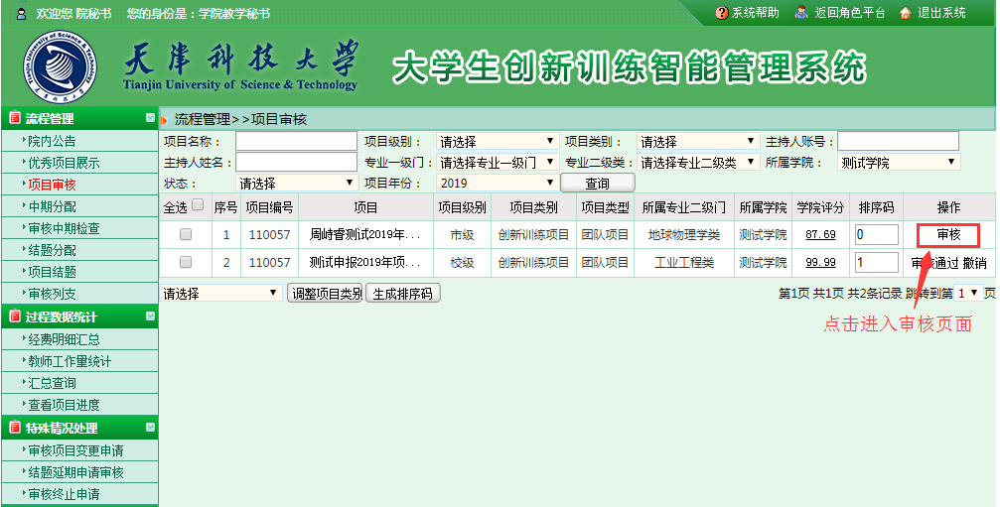 欢迎您 院秘书 您的身份是：学院教学秘书 系统帮助 返回角色平台 退出系统
天津科技大学
Tianjin University of Science & Technology
大学生创新训练智能管理系统
流程管理
院内公告
优秀项目展示
项目审核
中期分配
审核中期检查
结题分配
项目结题
审核列支
过程数据统计
经费明细汇总
教师工作量统计
汇总查询
查看项目进度
特殊情况处理
审核项目变更申请
结题延期申请审核
审核终止申请
流程管理>>项目审核
项目名称： 项目级别： 请选择 项目类别： 请选择 主持人账号：
主持人姓名： 专业一级门： 请选择专业一级门 专业二级类： 请选择专业二级类 所属学院： 测试学院
状态： 请选择 项目年份： 2019 查询
全选 序号 项目编号 项目 项目级别 项目类别 项目类型 所属专业二级门 所属学院 学院评分 排序码 操作
1 110057 周峙睿测试2019年... 市级 创新训练项目 团队项目 地球物理学类 测试学院 87.69 0 审核
2 110057 测试申报2019年项... 校级 创新训练项目 团队项目 工业工程类 测试学院 99.99 1 审核通过 撤销
请选择 调整项目类别 生成排序码 第1页 共1页 共2条记录 跳转到第 1 页
点击进入审核页面